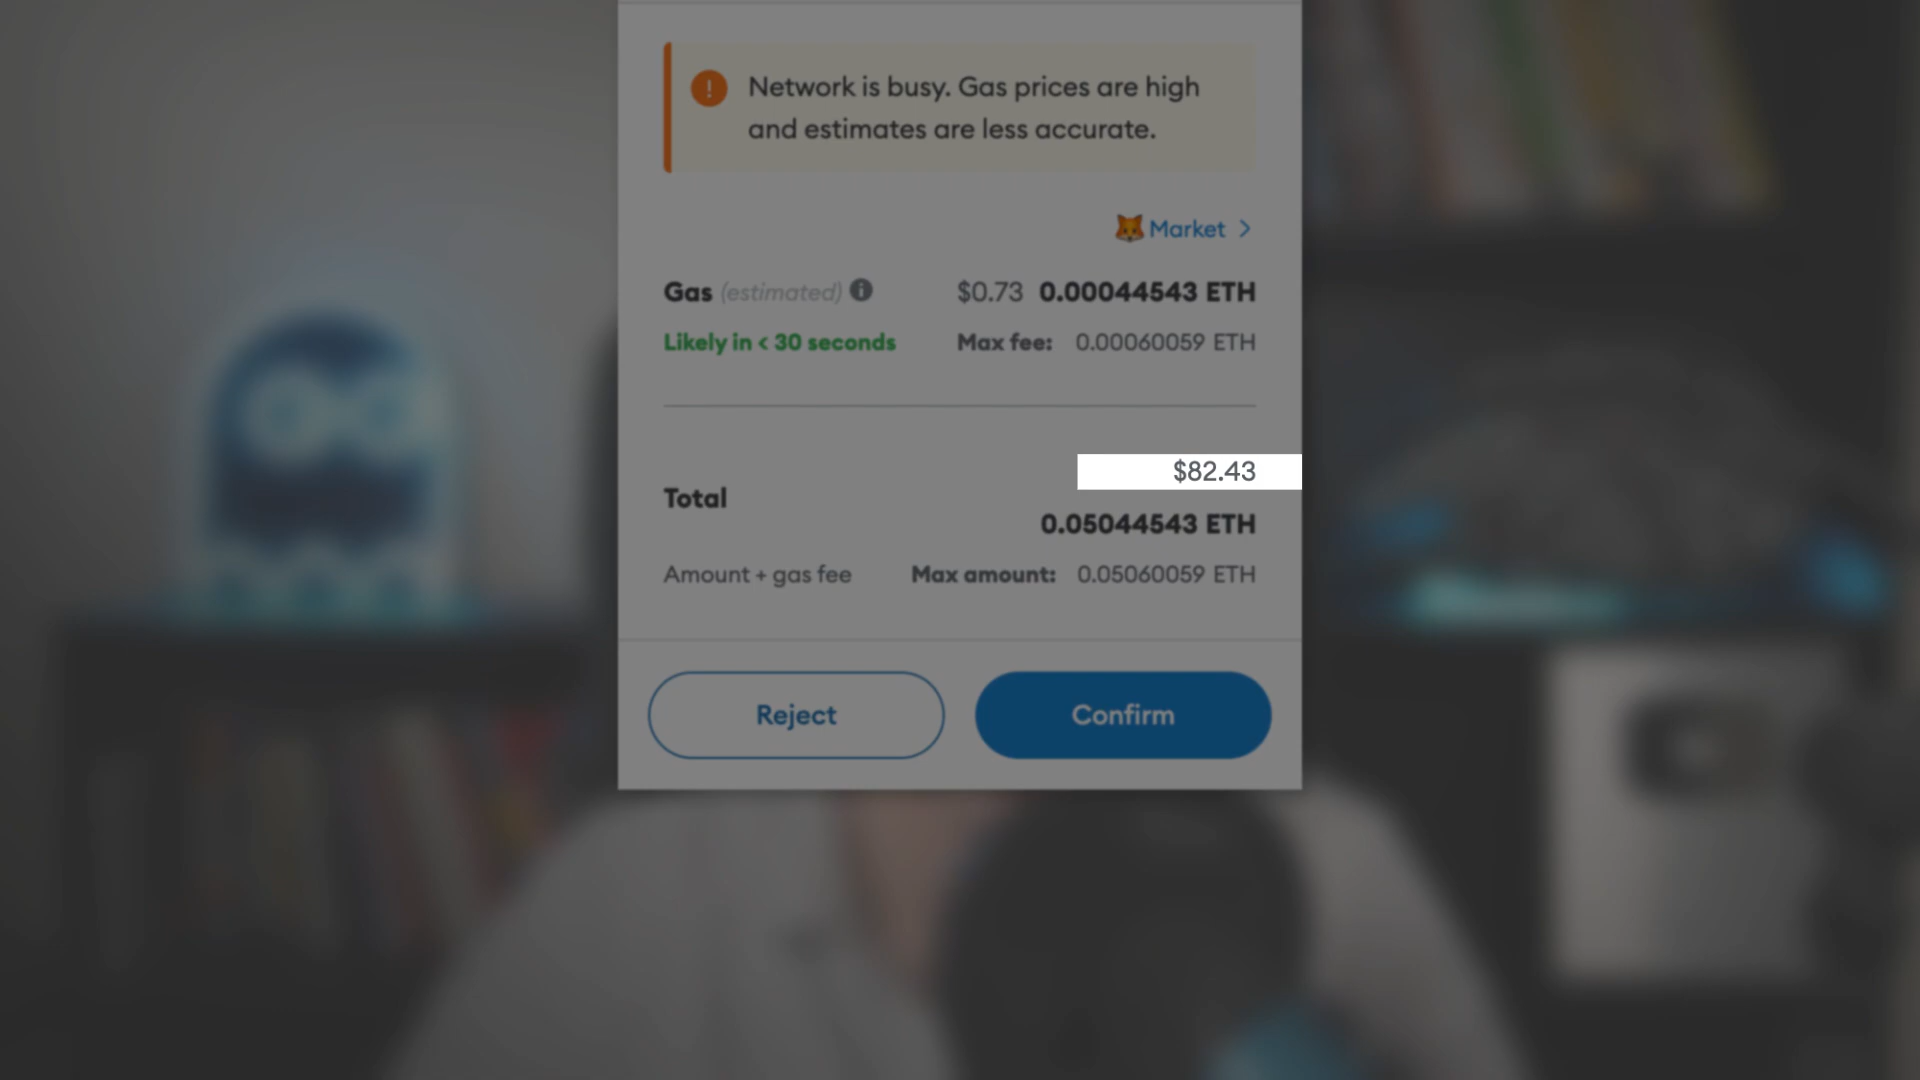 Network is busy. Gas prices are high
and estimates are less accurate.
Market >
Gas (estimated) $0.73 0.00044543 ETH
Likely in < 30 seconds Max fee: 0.00060059 ETH
$82.43
Total
0.05044543 ETH
Amount + gas fee Max amount: 0.05060059 ETH
Reject Confirm